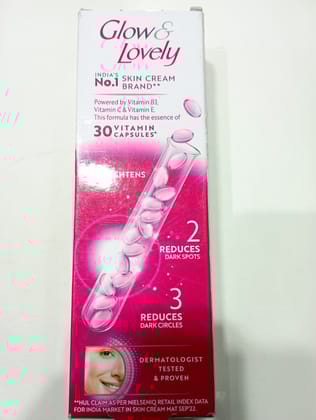 Glow &
Lovely
INDIA'S
No.1 SKIN CREAM
BRAND**
Powered by Vitamin B3,
Vitamin C & Vitamin E.
This formula has the essence of
30 VITAMIN
CAPSULES*
2
REDUCES
DARK SPOTS
3
REDUCES
DARK CIRCLES
DERMATOLOGIST
TESTED
& PROVEN
**HUL CLAIM AS PER NIELSENIQ RETAIL INDEX DATA
FOR INDIA MARKET IN SKIN CREAM MAT SEP'22.